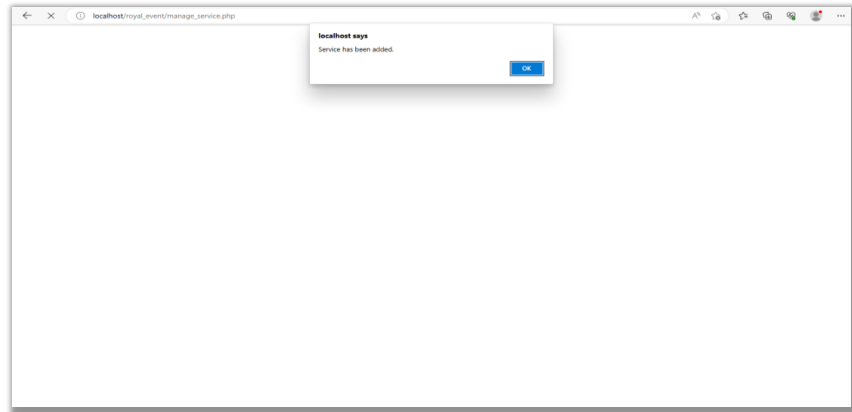 localhost/royal_event/manage_service.php
localhost says
Service has been added.
OK